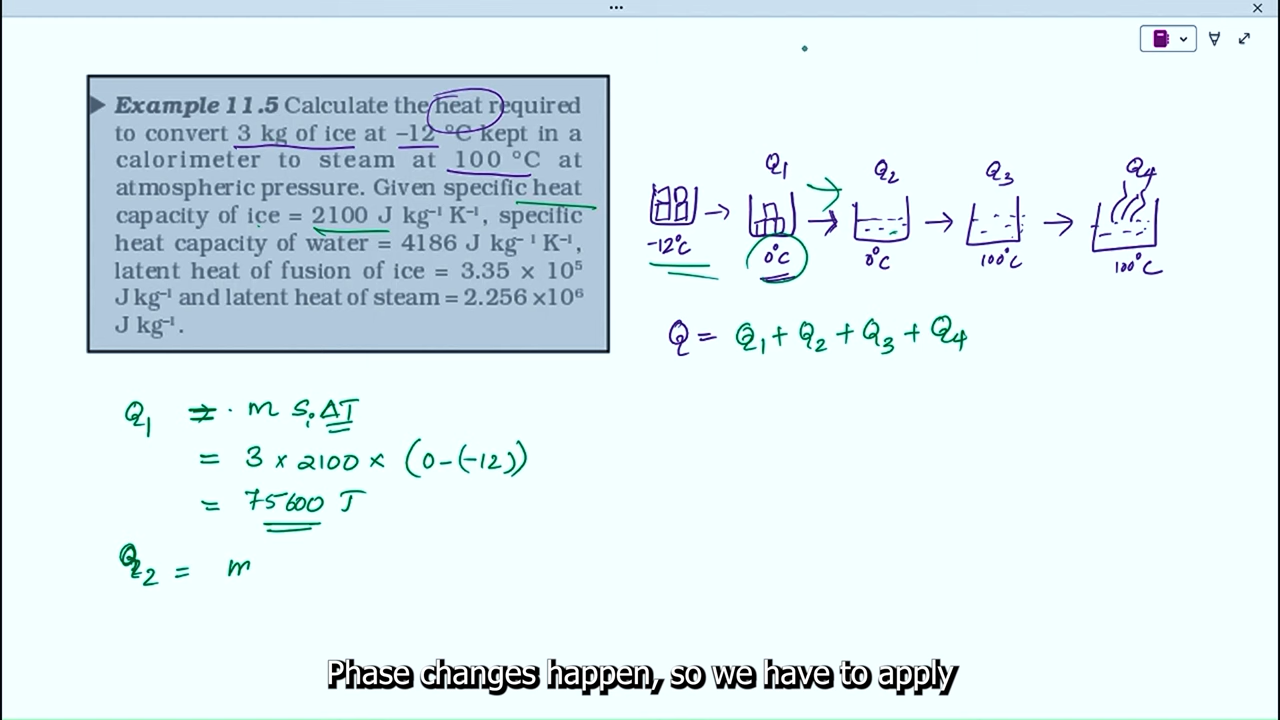 Example 11.5 Calculate the heat required
to convert 3 kg of ice at –12 °C kept in a
calorimeter to steam at 100 °C at
atmospheric pressure. Given specific heat
capacity of ice = 2100 J kg⁻¹ K⁻¹, specific
heat capacity of water = 4186 J kg⁻¹ K⁻¹,
latent heat of fusion of ice = 3.35 × 10⁵
J kg⁻¹ and latent heat of steam = 2.256 ×10⁶
J kg⁻¹.
Q₁ Q₂ Q₃ Q₄
-12°C 0°C 0°C 100°C 100°C
Q = Q₁ + Q₂ + Q₃ + Q₄
Q₁ = m Sᵢ ΔT
= 3 × 2100 × (0-(-12))
= 75600 J
Q₂ = m
Phase changes happen, so we have to apply